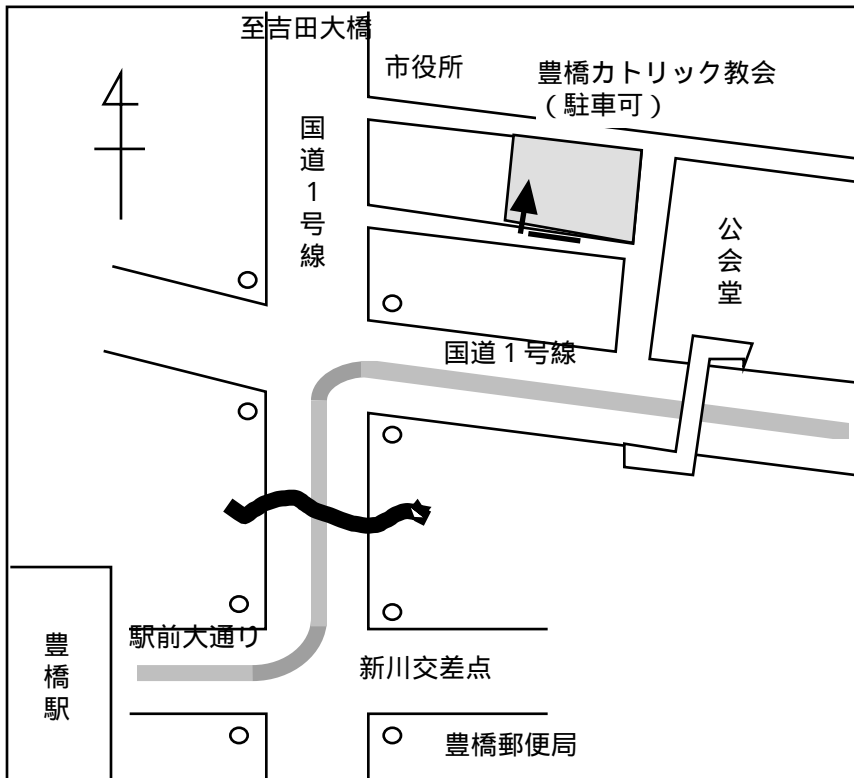 至吉田大橋
市役所
豊橋カトリック教会
(駐車可)
国道1号線
公会堂
国道1号線
駅前大通り
豊橋駅
新川交差点
豊橋郵便局